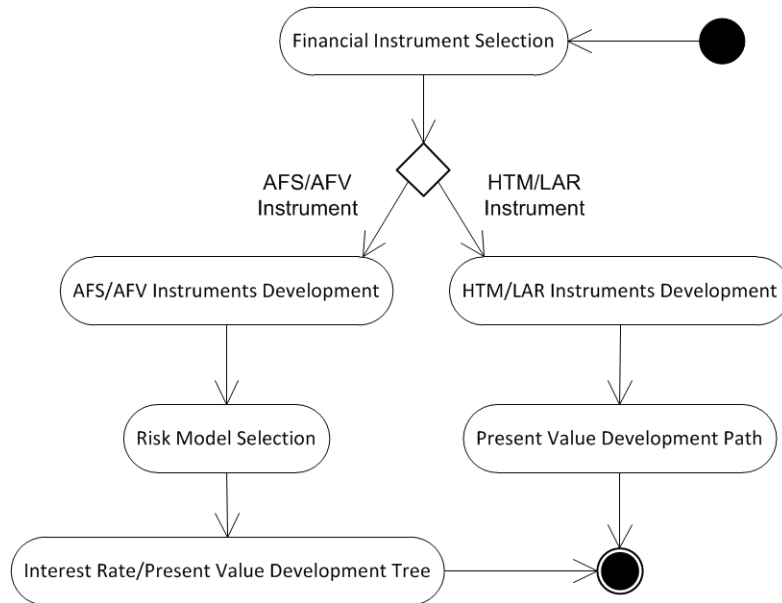 Financial Instrument Selection
AFS/AFV
Instrument
HTM/LAR
Instrument
AFS/AFV Instruments Development
HTM/LAR Instruments Development
Risk Model Selection
Present Value Development Path
Interest Rate/Present Value Development Tree